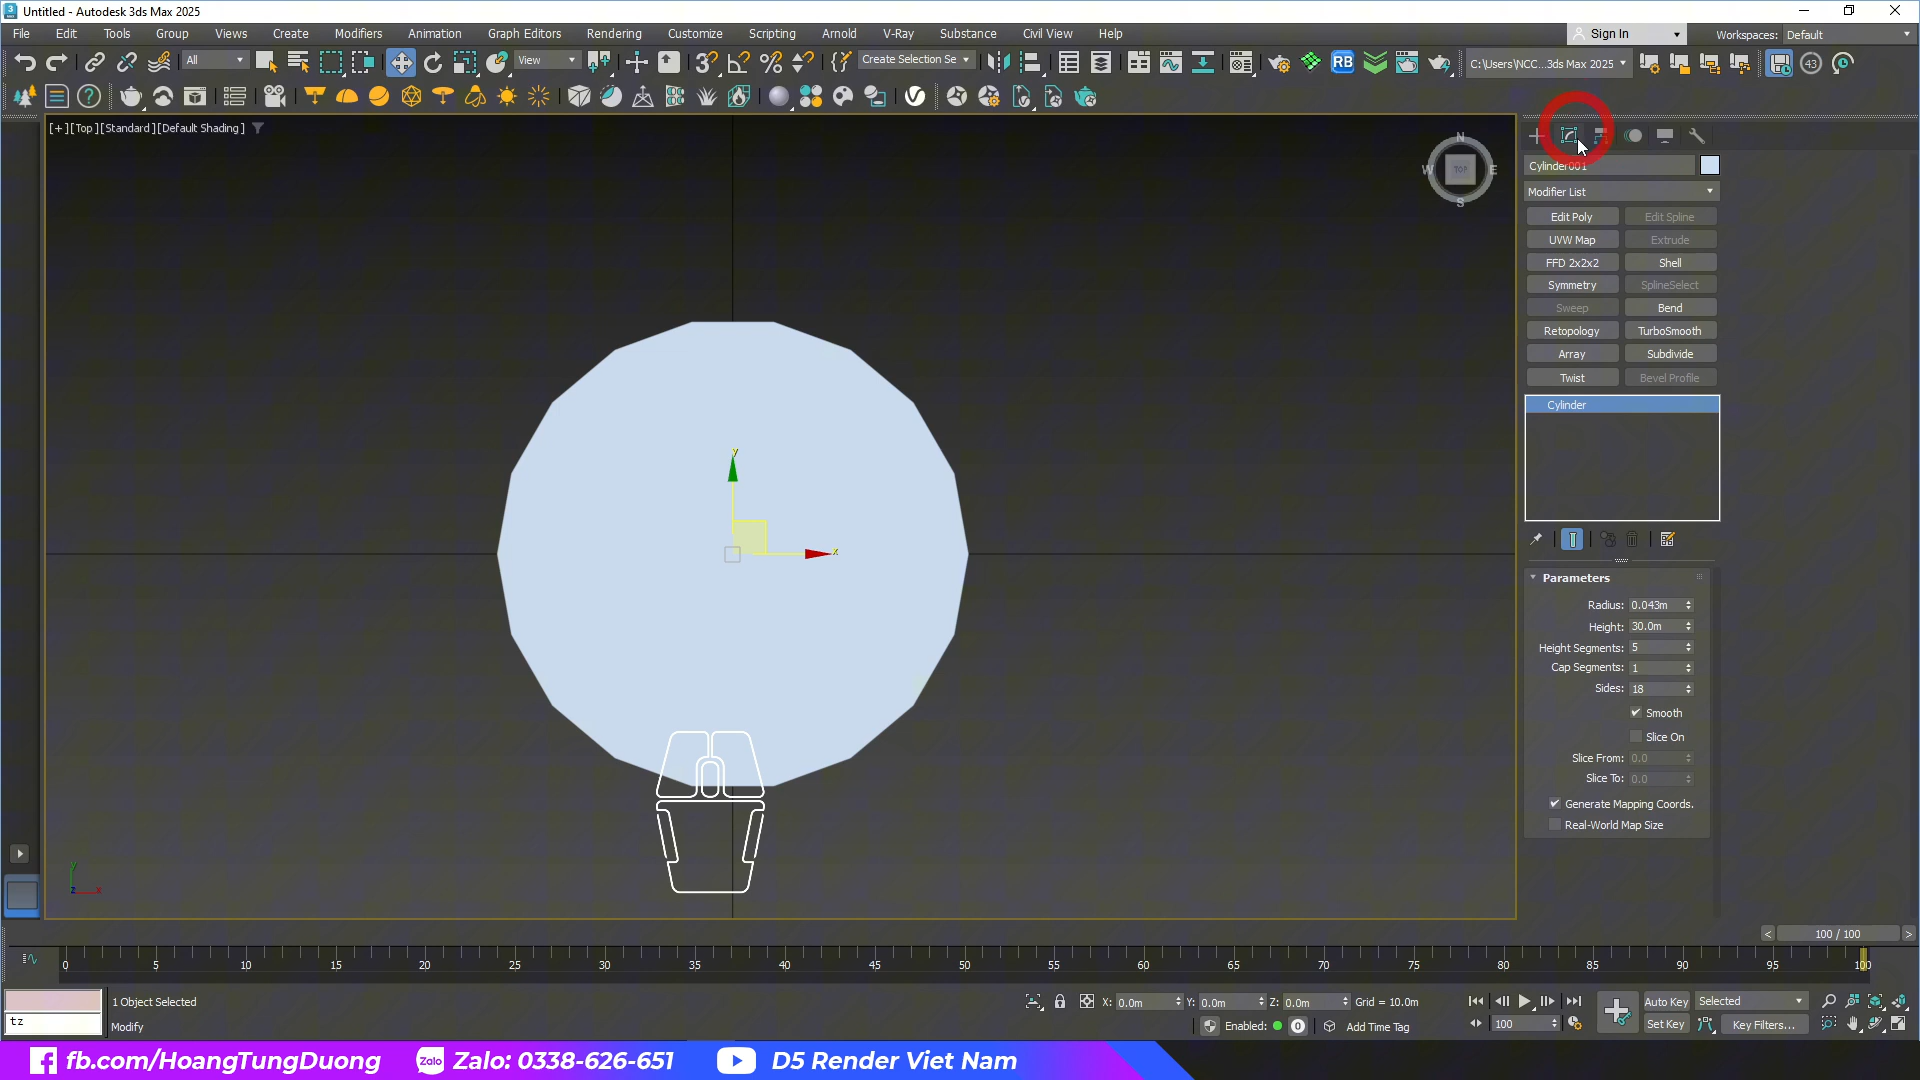 Untitled - Autodesk 3ds Max 2025
File Edit Tools Group Views Create Modifiers Animation Graph Editors Rendering Customize Scripting Arnold V-Ray Substance Civil View Help
Sign In
Workspaces: Default
All
View
Create Selection Se
RB
C:\Users\NCC...3ds Max 2025
43
[+][Top][Standard][Default Shading]
N
W TOP E
S
Cylinder001
Modifier List
Edit Poly Edit Spline
UVW Map Extrude
FFD 2x2x2 Shell
Symmetry SplineSelect
Sweep Bend
Retopology TurboSmooth
Array Subdivide
Twist Bevel Profile
Cylinder
y
x
Parameters
Radius: 0.043m
Height: 30.0m
Height Segments: 5
Cap Segments: 1
Sides: 18
Smooth
Slice On
Slice From: 0.0
Slice To: 0.0
Generate Mapping Coords.
Real-World Map Size
y
z x
< 100 / 100 >
0 5 10 15 20 25 30 35 40 45 50 55 60 65 70 75 80 85 90 95 100
1 Object Selected
X: 0.0m Y: 0.0m Z: 0.0m Grid = 10.0m
Auto Key Selected
tz
Modify
Enabled: 0 Add Time Tag
100
Set Key Key Filters...
fb.com/HoangTungDuong Zalo Zalo: 0338-626-651 D5 Render Viet Nam